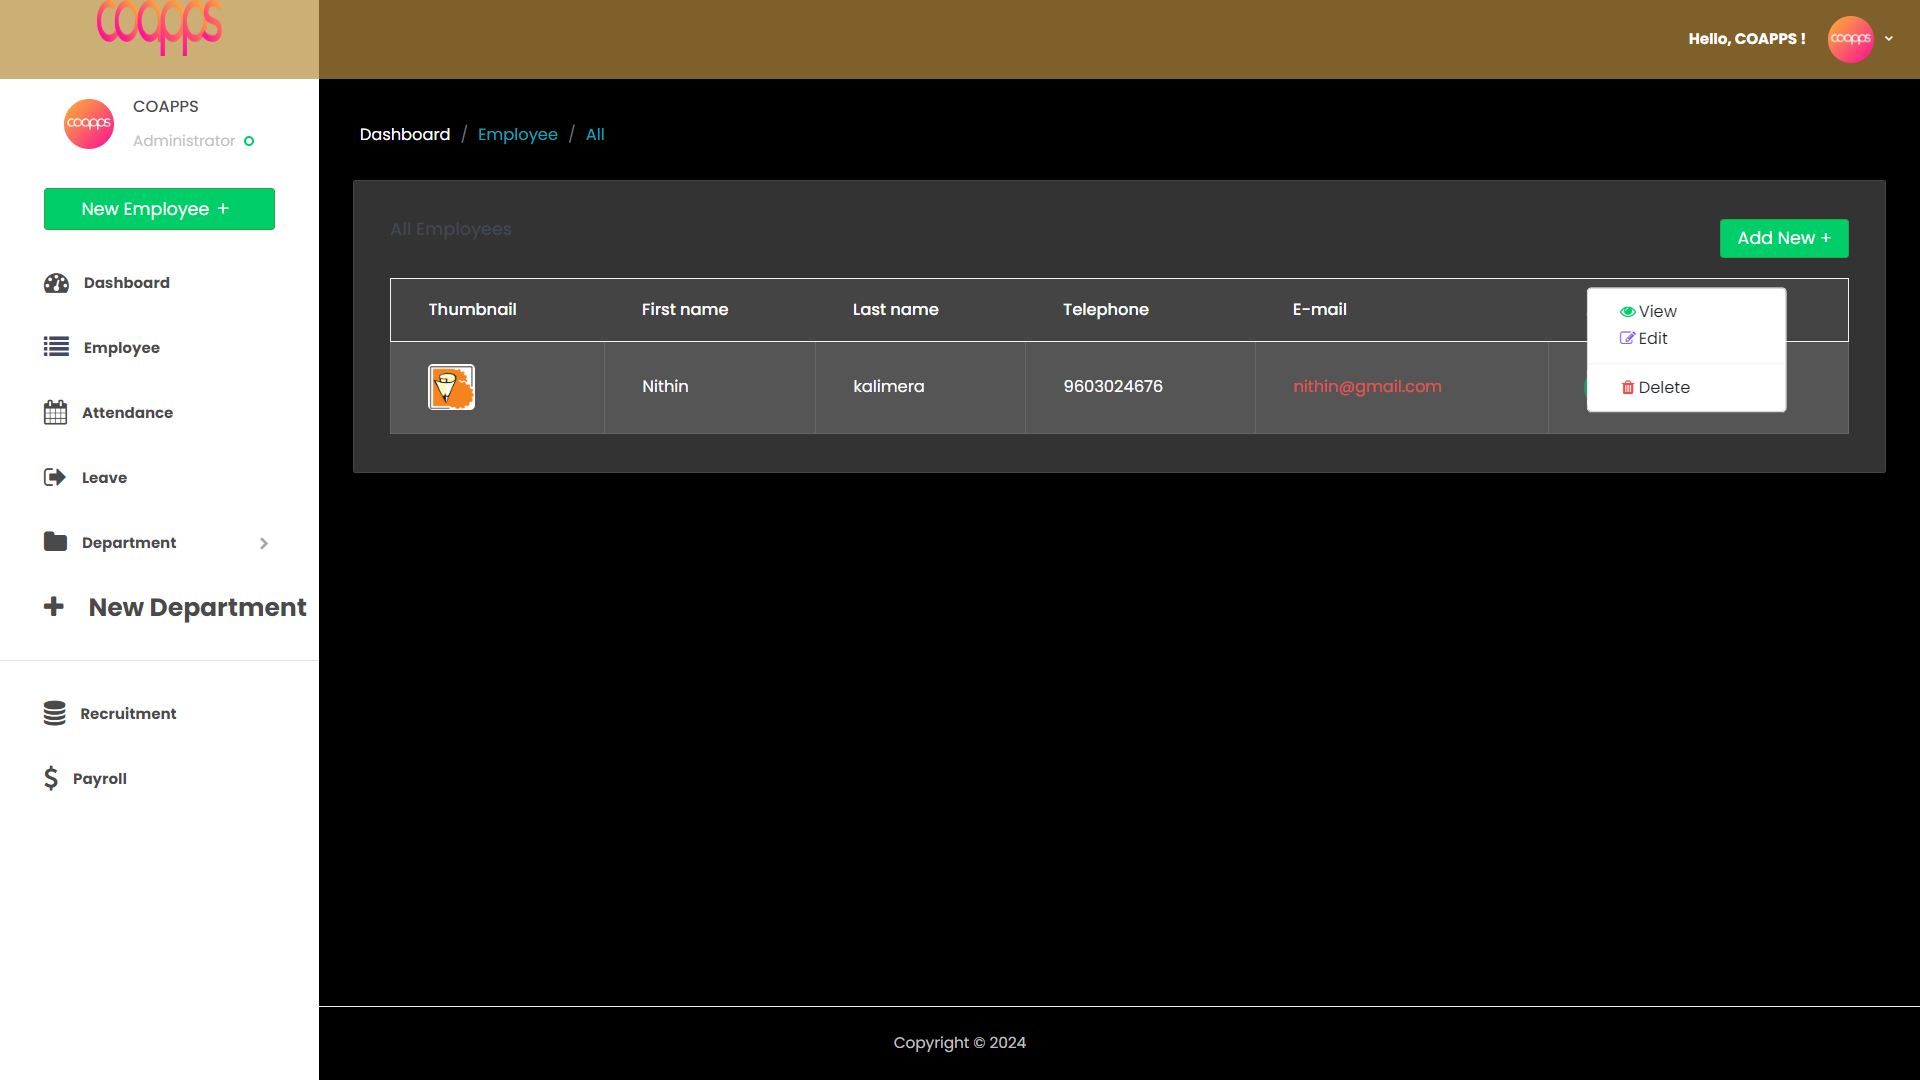 coapps
Hello, COAPPS !
coapps
COAPPS
coapps
Administrator
New Employee +
Dashboard
Employee
Attendance
Leave
Department
New Department
Recruitment
Payroll
Dashboard / Employee / All
All Employees
Add New +
Thumbnail First name Last name Telephone E-mail
Nithin kalimera 9603024676 nithin@gmail.com
View
Edit
Delete
Copyright © 2024